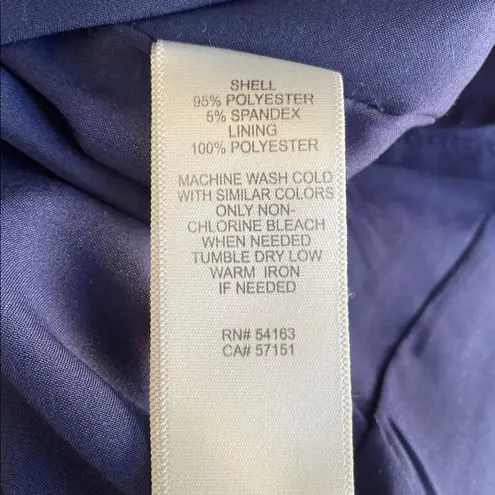 SHELL
95% POLYESTER
5% SPANDEX
LINING
100% POLYESTER
MACHINE WASH COLD
WITH SIMILAR COLORS
ONLY NON-
CHLORINE BLEACH
WHEN NEEDED
TUMBLE DRY LOW
WARM IRON
IF NEEDED
RN# 54163
CA# 57151